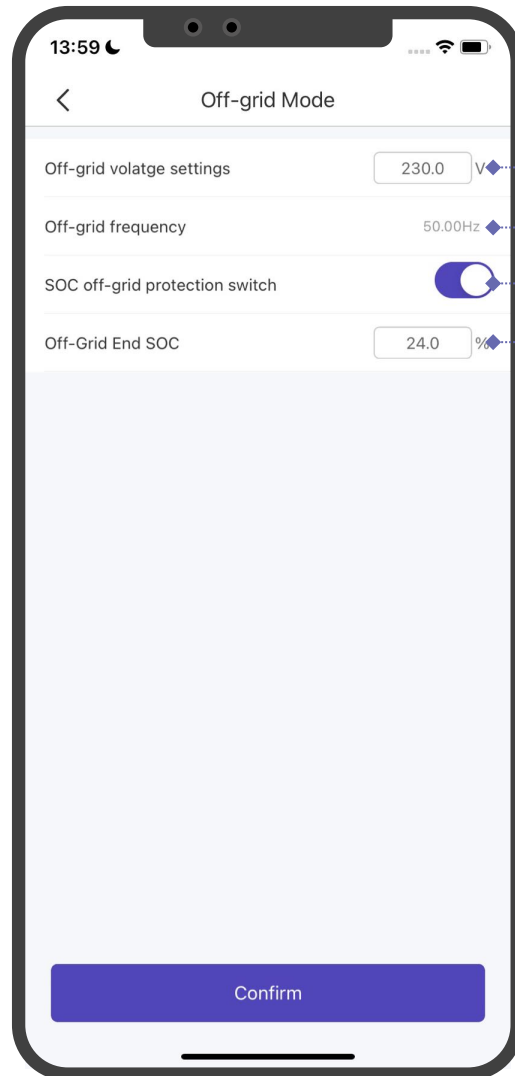 13:59
Off-grid Mode
Off-grid volatge settings 230.0 V
Off-grid frequency 50.00Hz
SOC off-grid protection switch
Off-Grid End SOC 24.0 %
Confirm